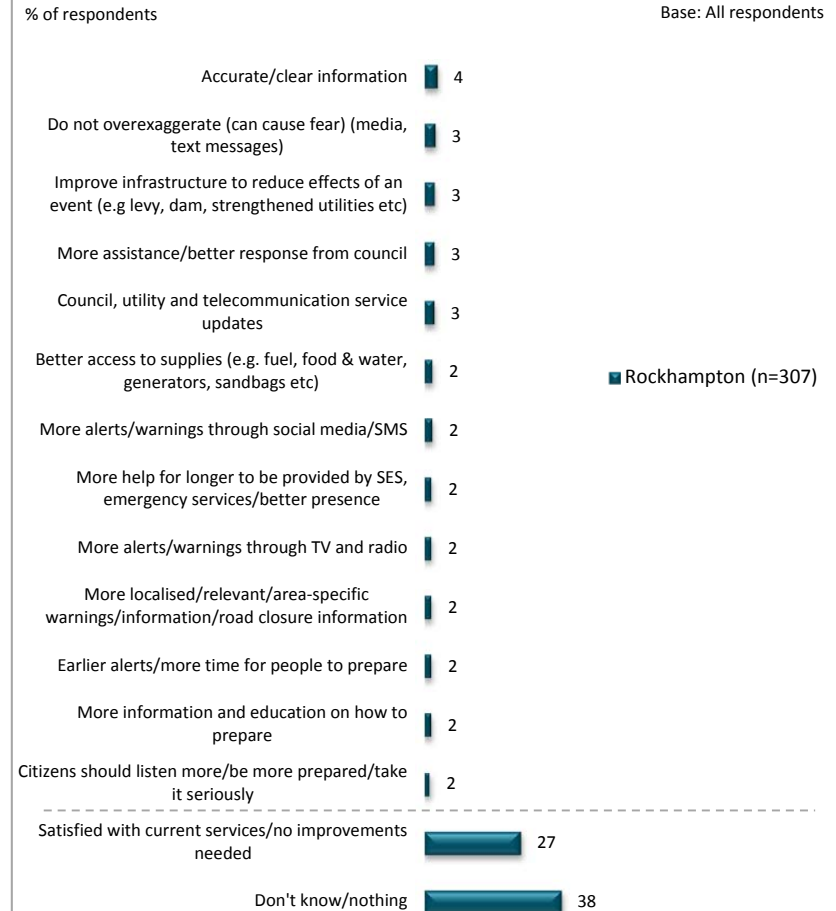 % of respondents
Base: All respondents
Accurate/clear information 4
Do not overexaggerate (can cause fear) (media,
text messages) 3
Improve infrastructure to reduce effects of an
event (e.g levy, dam, strengthened utilities etc) 3
More assistance/better response from council 3
Council, utility and telecommunication service
updates 3
Better access to supplies (e.g. fuel, food & water,
generators, sandbags etc) 2
Rockhampton (n=307)
More alerts/warnings through social media/SMS 2
More help for longer to be provided by SES,
emergency services/better presence 2
More alerts/warnings through TV and radio 2
More localised/relevant/area-specific
warnings/information/road closure information 2
Earlier alerts/more time for people to prepare 2
More information and education on how to
prepare 2
Citizens should listen more/be more prepared/take
it seriously 2
Satisfied with current services/no improvements
needed 27
Don't know/nothing 38